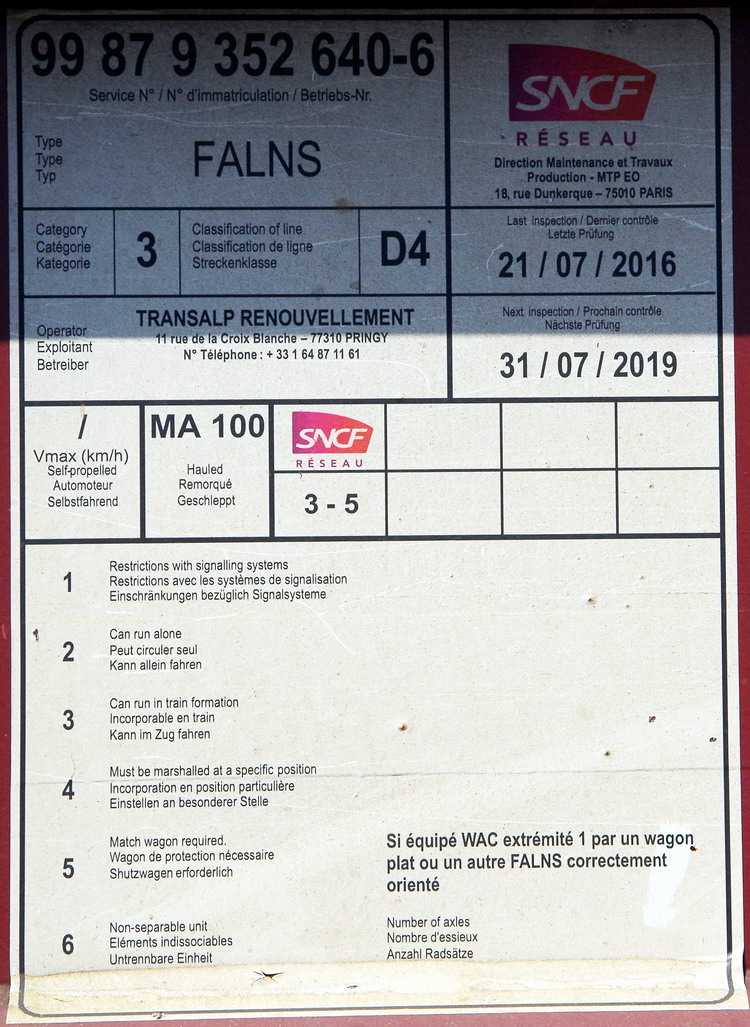 99 87 9 352 640-6
Service N° / N° d'immatriculation / Betriebs-Nr.
Type
Type
Typ
FALNS
SNCF
RÉSEAU
Direction Maintenance et Travaux
Production - MTP EO
18, rue Dunkerque – 75010 PARIS
Category
Catégorie
Kategorie
3
Classification of line
Classification de ligne
Streckenklasse
D4
Last inspection / Dernier contrôle
Letzte Prüfung
21 / 07 / 2016
Operator
Exploitant
Betreiber
TRANSALP RENOUVELLEMENT
11 rue de la Croix Blanche – 77310 PRINGY
N° Téléphone : + 33 1 64 87 11 61
Next inspection / Prochain contrôle
Nächste Prüfung
31 / 07 / 2019
/
Vmax (km/h)
Self-propelled
Automoteur
Selbstfahrend
MA 100
Hauled
Remorqué
Geschleppt
SNCF
RÉSEAU
3 - 5
1
Restrictions with signalling systems
Restrictions avec les systèmes de signalisation
Einschränkungen bezüglich Signalsysteme
2
Can run alone
Peut circuler seul
Kann allein fahren
3
Can run in train formation
Incorporable en train
Kann im Zug fahren
4
Must be marshalled at a specific position
Incorporation en position particulière
Einstellen an besonderer Stelle
5
Match wagon required.
Wagon de protection nécessaire
Shutzwagen erforderlich
Si équipé WAC extrémité 1 par un wagon
plat ou un autre FALNS correctement
orienté
6
Non-separable unit
Eléments indissociables
Untrennbare Einheit
Number of axles
Nombre d'essieux
Anzahl Radsätze